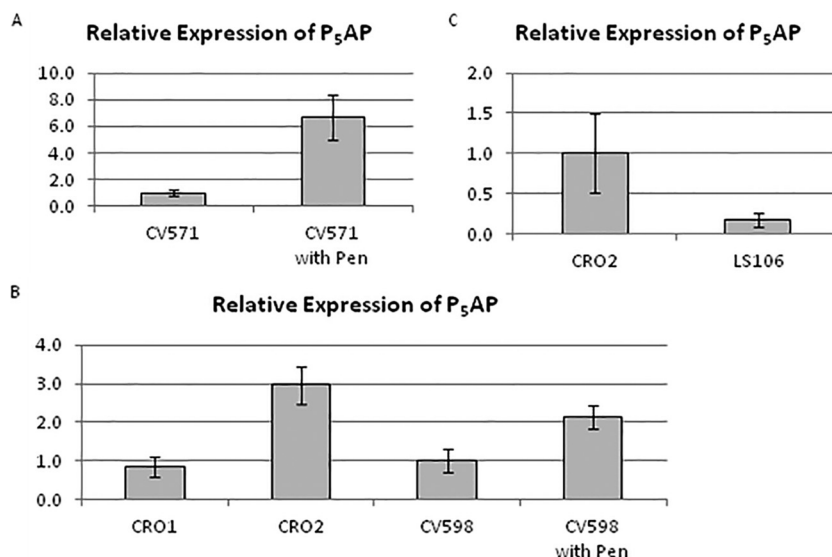 A
Relative Expression of P₅AP
10.0
8.0
6.0
4.0
2.0
0.0
CV571
CV571
with Pen
C
Relative Expression of P₅AP
2.0
1.5
1.0
0.5
0.0
CRO2
LS106
B
Relative Expression of P₅AP
4.0
3.0
2.0
1.0
0.0
CRO1
CRO2
CV598
CV598
with Pen